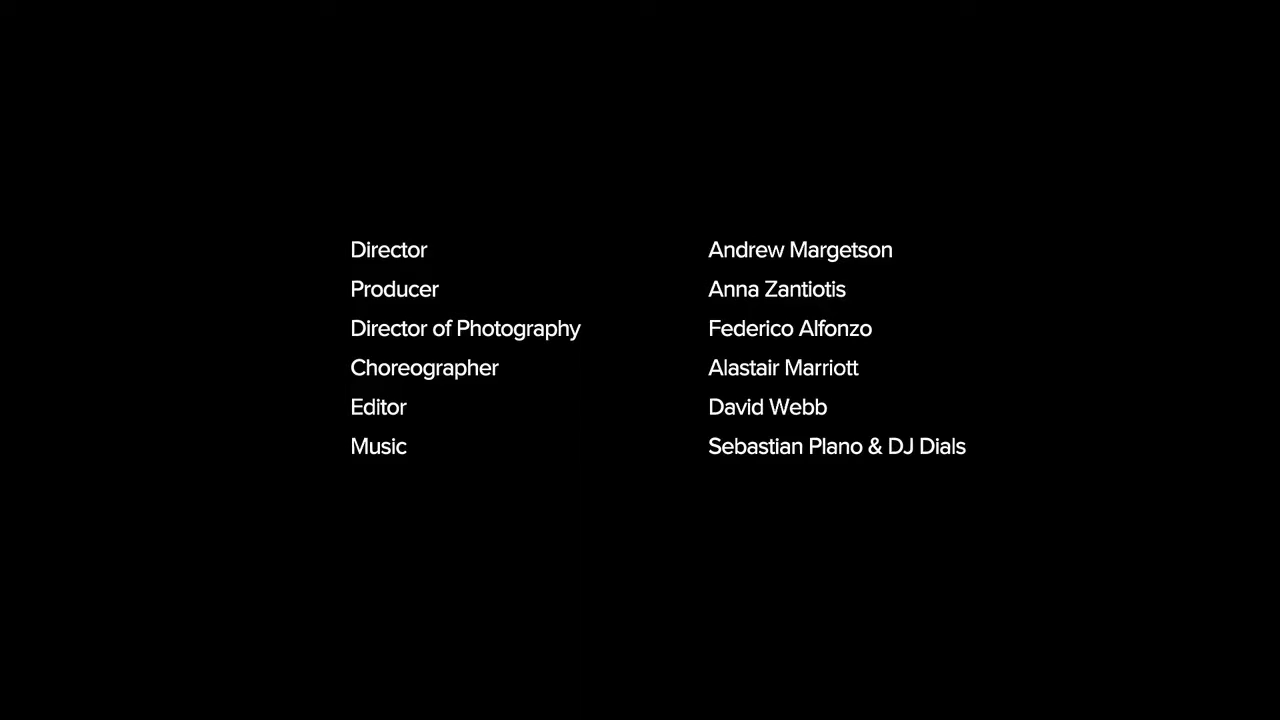 Director Andrew Margetson
Producer Anna Zantiotis
Director of Photography Federico Alfonzo
Choreographer Alastair Marriott
Editor David Webb
Music Sebastian Plano & DJ Dials